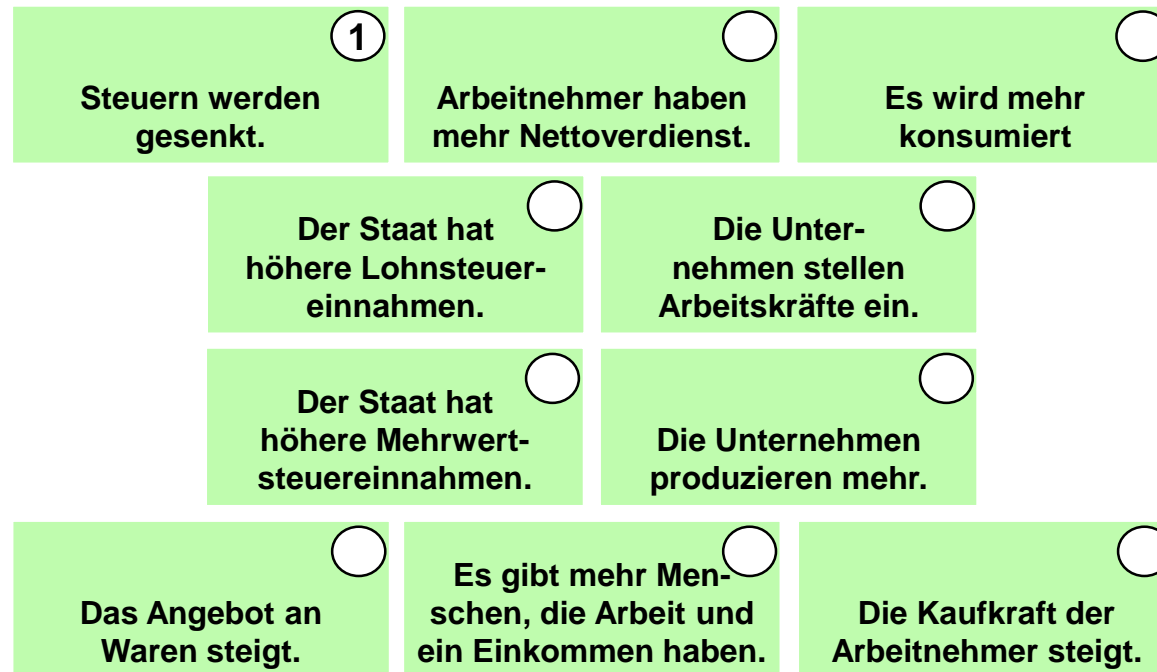 1
Steuern werden
gesenkt.
Arbeitnehmer haben
mehr Nettoverdienst.
Es wird mehr
konsumiert
Der Staat hat
höhere Lohnsteuer-
einnahmen.
Die Unter-
nehmen stellen
Arbeitskräfte ein.
Der Staat hat
höhere Mehrwert-
steuereinnahmen.
Die Unternehmen
produzieren mehr.
Das Angebot an
Waren steigt.
Es gibt mehr Men-
schen, die Arbeit und
ein Einkommen haben.
Die Kaufkraft der
Arbeitnehmer steigt.